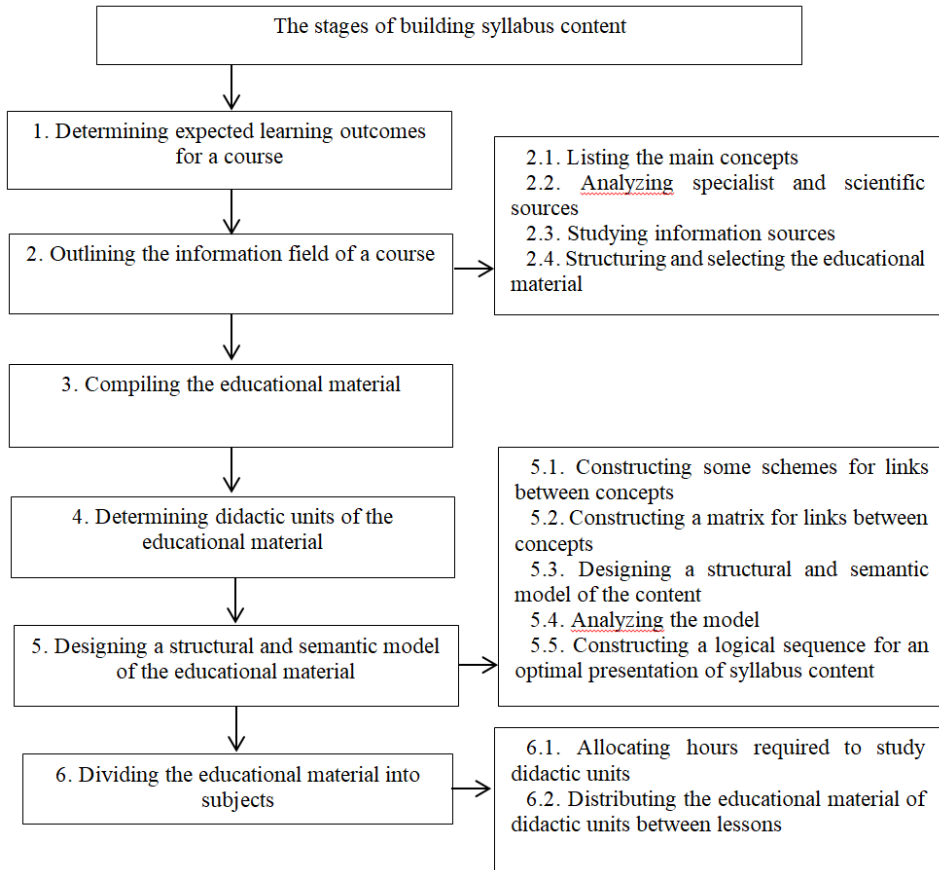 The stages of building syllabus content
1. Determining expected learning outcomes
for a course
2. Outlining the information field of a course
2.1. Listing the main concepts
2.2. Analyzing specialist and scientific
sources
2.3. Studying information sources
2.4. Structuring and selecting the educational
material
3. Compiling the educational material
4. Determining didactic units of the
educational material
5. Designing a structural and semantic model
of the educational material
5.1. Constructing some schemes for links
between concepts
5.2. Constructing a matrix for links between
concepts
5.3. Designing a structural and semantic
model of the content
5.4. Analyzing the model
5.5. Constructing a logical sequence for an
optimal presentation of syllabus content
6. Dividing the educational material into
subjects
6.1. Allocating hours required to study
didactic units
6.2. Distributing the educational material of
didactic units between lessons